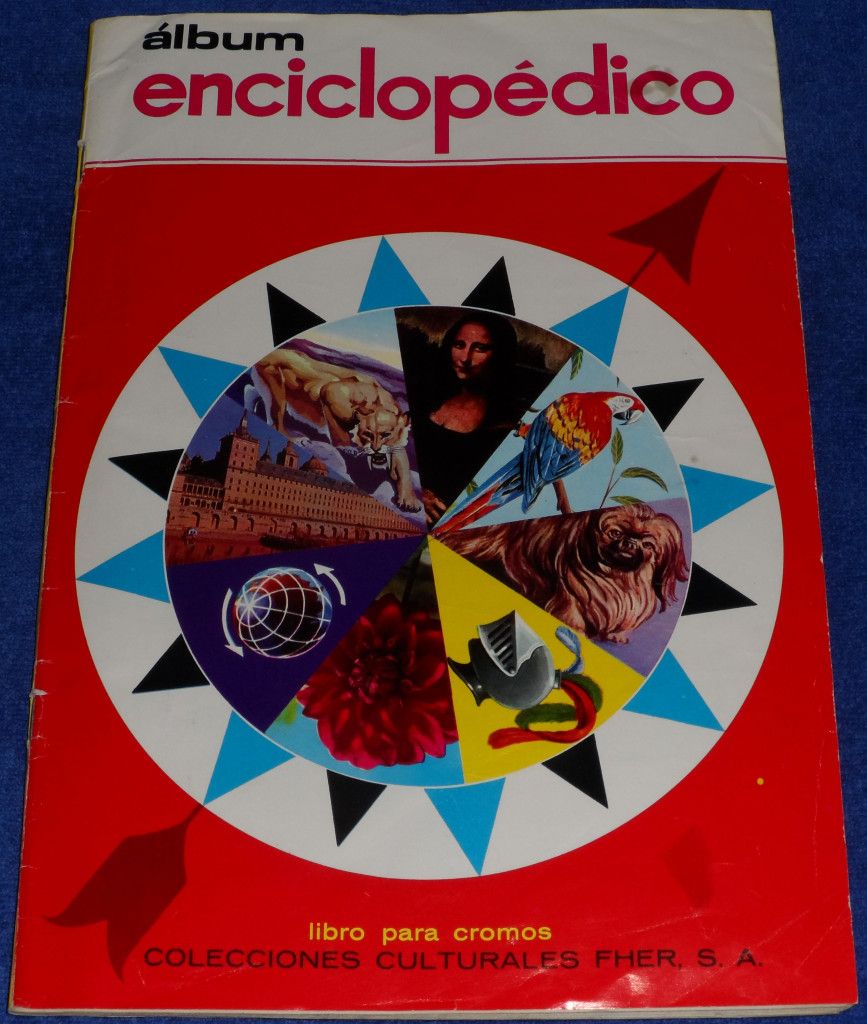 álbum
enciclopédico
libro para cromos
COLECCIONES CULTURALES FHER, S. A.